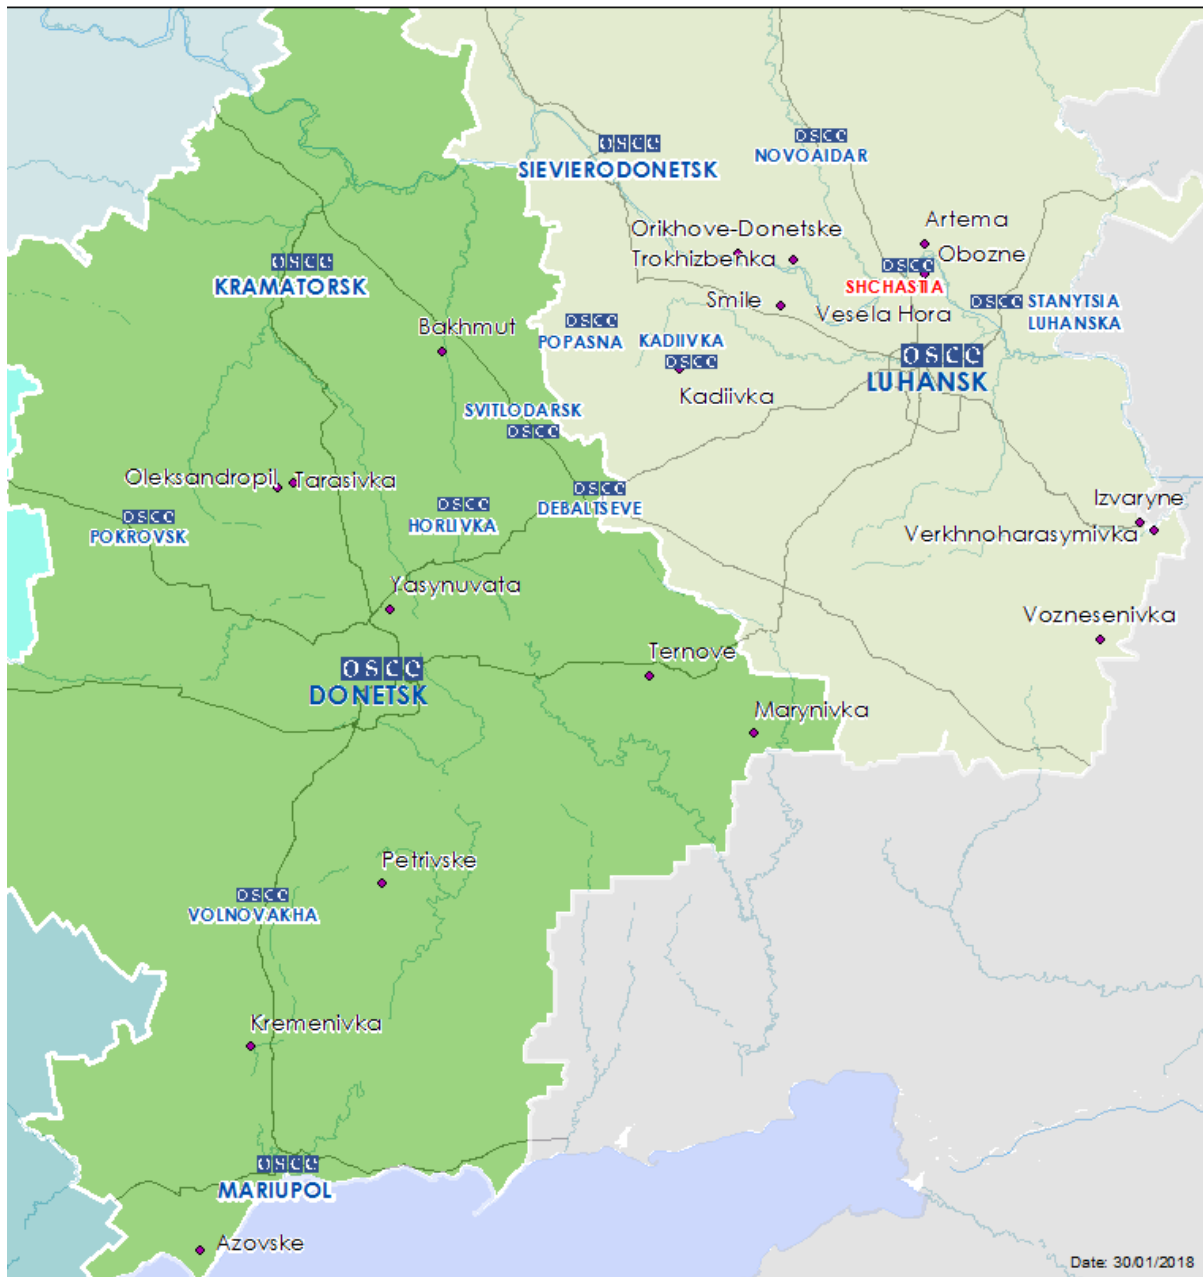 OSCE
SIEVIERODONETSK
OSCE
NOVOAIDAR
Artema
Orikhove-Donetske
Trokhizbenka
Obozne
OSCE
SHCHASTIA
OSCE
KRAMATORSK
Smile
Vesela Hora
OSCE
STANYTSIA
LUHANSKA
Bakhmut
OSCE
POPASNA
KADIIVKA
OSCE
Kadiivka
OSCE
LUHANSK
SVITLODARSK
OSCE
Oleksandropil
Tarasivka
OSCE
POKROVSK
OSCE
HORLIVKA
OSCE
DEBALTSEVE
Izvaryne
Verkhnoharasymivka
Yasynuvata
Voznesenivka
Ternove
OSCE
DONETSK
Marynivka
Petrivske
OSCE
VOLNOVAKHA
Kremenivka
OSCE
MARIUPOL
Azovske
Date: 30/01/2018